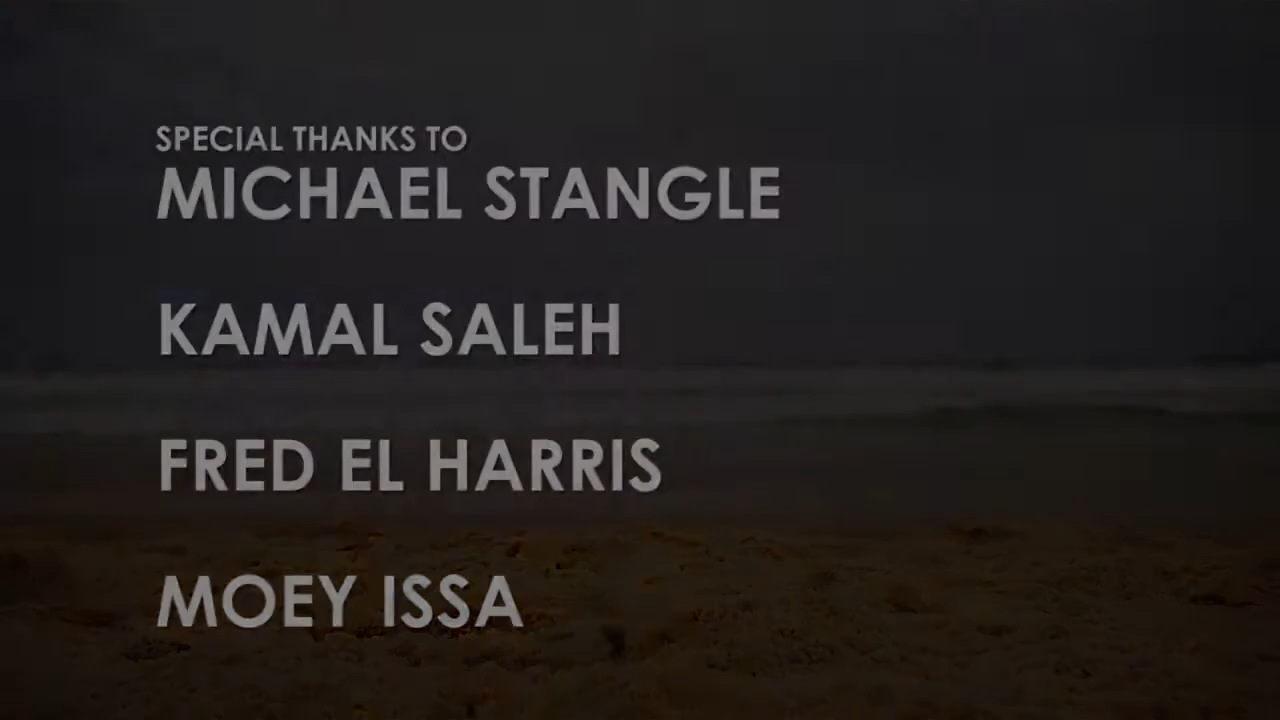 SPECIAL THANKS TO
MICHAEL STANGLE
KAMAL SALEH
FRED EL HARRIS
MOEY ISSA